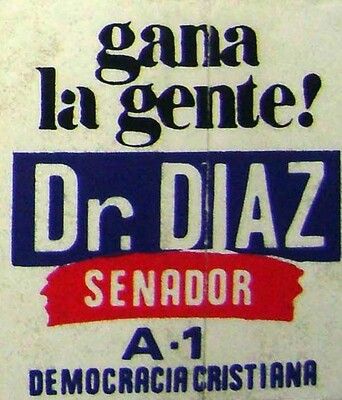 gana
la gente!
Dr. DIAZ
SENADOR
A·1
DEMOCRACIA CRISTIANA